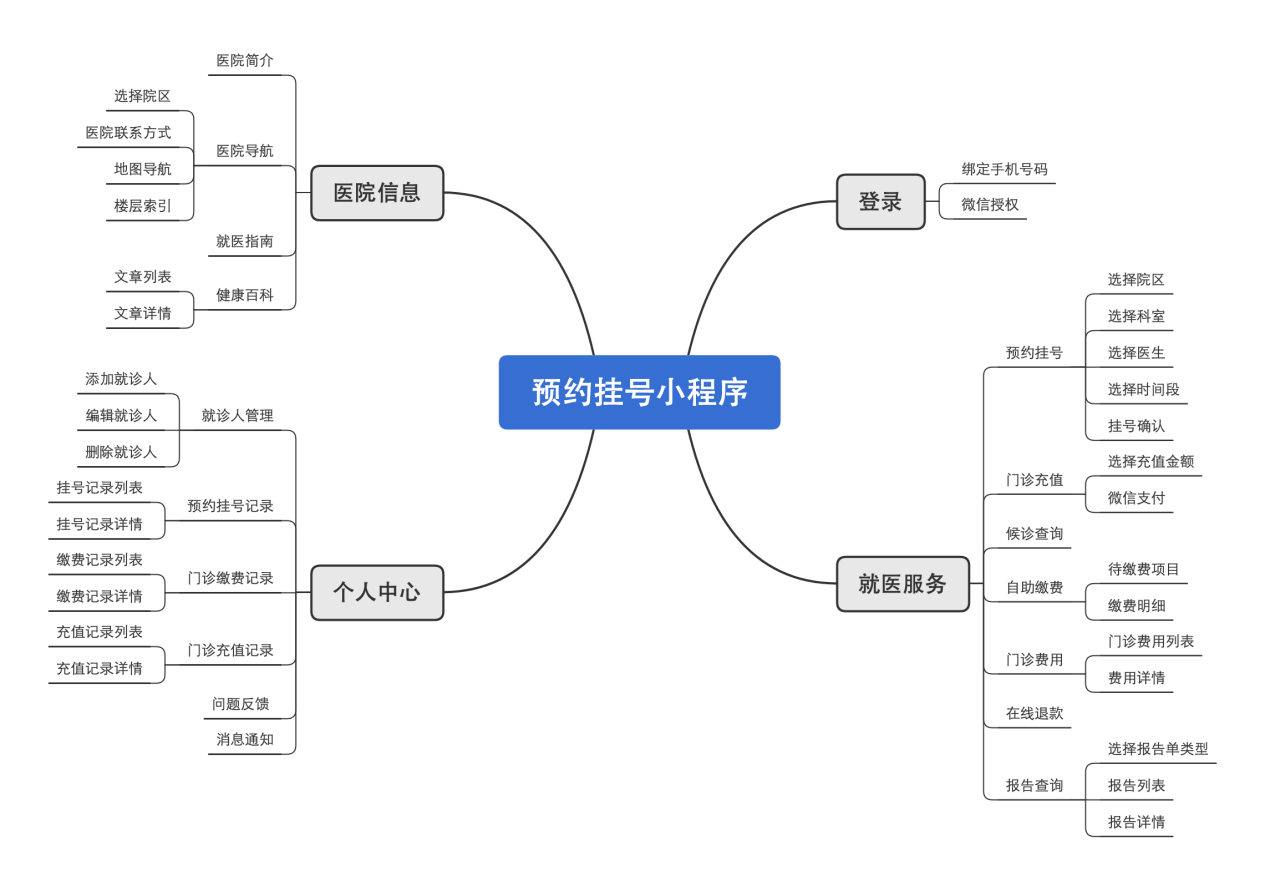 预约挂号小程序
医院信息
医院简介
医院导航
选择院区
医院联系方式
地图导航
楼层索引
就医指南
健康百科
文章列表
文章详情
个人中心
就诊人管理
添加就诊人
编辑就诊人
删除就诊人
预约挂号记录
挂号记录列表
挂号记录详情
门诊缴费记录
缴费记录列表
缴费记录详情
门诊充值记录
充值记录列表
充值记录详情
问题反馈
消息通知
登录
绑定手机号码
微信授权
就医服务
预约挂号
选择院区
选择科室
选择医生
选择时间段
挂号确认
门诊充值
选择充值金额
微信支付
候诊查询
自助缴费
待缴费项目
缴费明细
门诊费用
门诊费用列表
费用详情
在线退款
报告查询
选择报告单类型
报告列表
报告详情